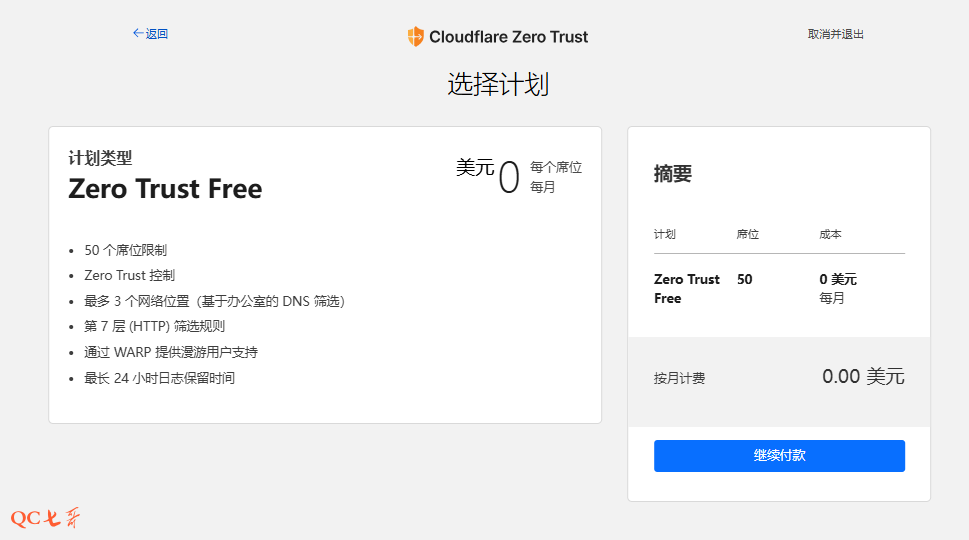 ←返回
Cloudflare Zero Trust
取消并退出
选择计划
计划类型
Zero Trust Free
美元 0 每个席位 每月
• 50 个席位限制
• Zero Trust 控制
• 最多 3 个网络位置（基于办公室的 DNS 筛选）
• 第 7 层 (HTTP) 筛选规则
• 通过 WARP 提供漫游用户支持
• 最长 24 小时日志保留时间
摘要
计划 席位 成本
Zero Trust Free 50 0 美元 每月
按月计费 0.00 美元
继续付款
QC七哥